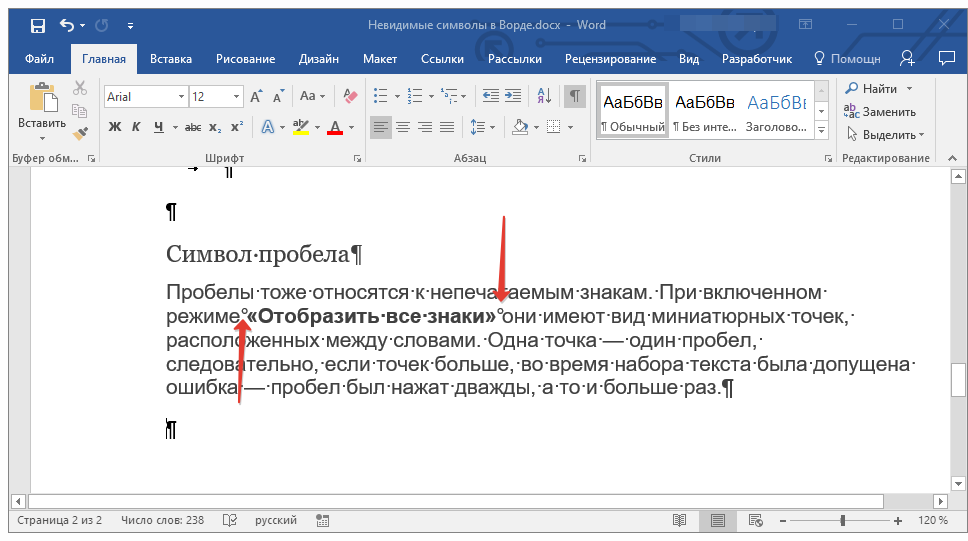 Невидимые символы в Ворде.docx - Word
Файл Главная Вставка Рисование Дизайн Макет Ссылки Рассылки Рецензирование Вид Разработчик Помощн
Вставить
Arial 12 Aa
Ж К Ч abc x₂ x² A ab A
А Я
¶
АаБбВв АаБбВв АаБбВі
¶ Обычный ¶ Без инте... Заголово...
Найти
Заменить
Выделить
Буфер обм... Шрифт Абзац Стили Редактирование
¶
¶
Символ·пробела¶
Пробелы·тоже·относятся·к·непечатаемым·знакам.·При·включенном·
режиме°«Отобразить·все·знаки»°они·имеют·вид·миниатюрных·точек,·
расположенных·между·словами.·Одна·точка·—·один·пробел,·
следовательно,·если·точек·больше,·во·время·набора·текста·была·допущена·
ошибка·—·пробел·был·нажат·дважды,·а·то·и·больше·раз.¶
¶
Страница 2 из 2 Число слов: 238 русский 120 %